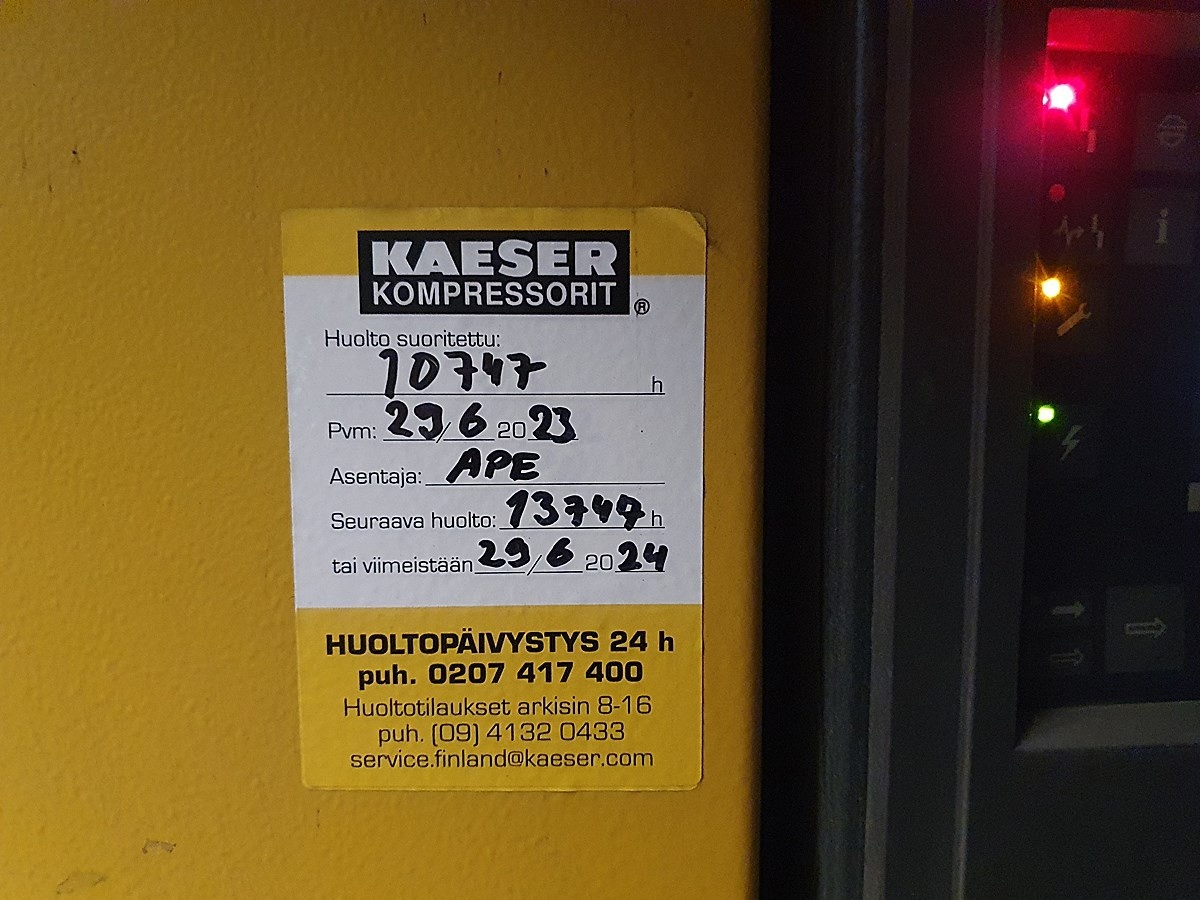 KAESER
KOMPRESSORIT
®
Huolto suoritettu:
10747 h
Pvm: 29/6 2023
Asentaja: APE
Seuraava huolto: 13747 h
tai viimeistään 29/6 2024
HUOLTOPÄIVYSTYS 24 h
puh. 0207 417 400
Huoltotilaukset arkisin 8-16
puh. (09) 4132 0433
service.finland@kaeser.com
i